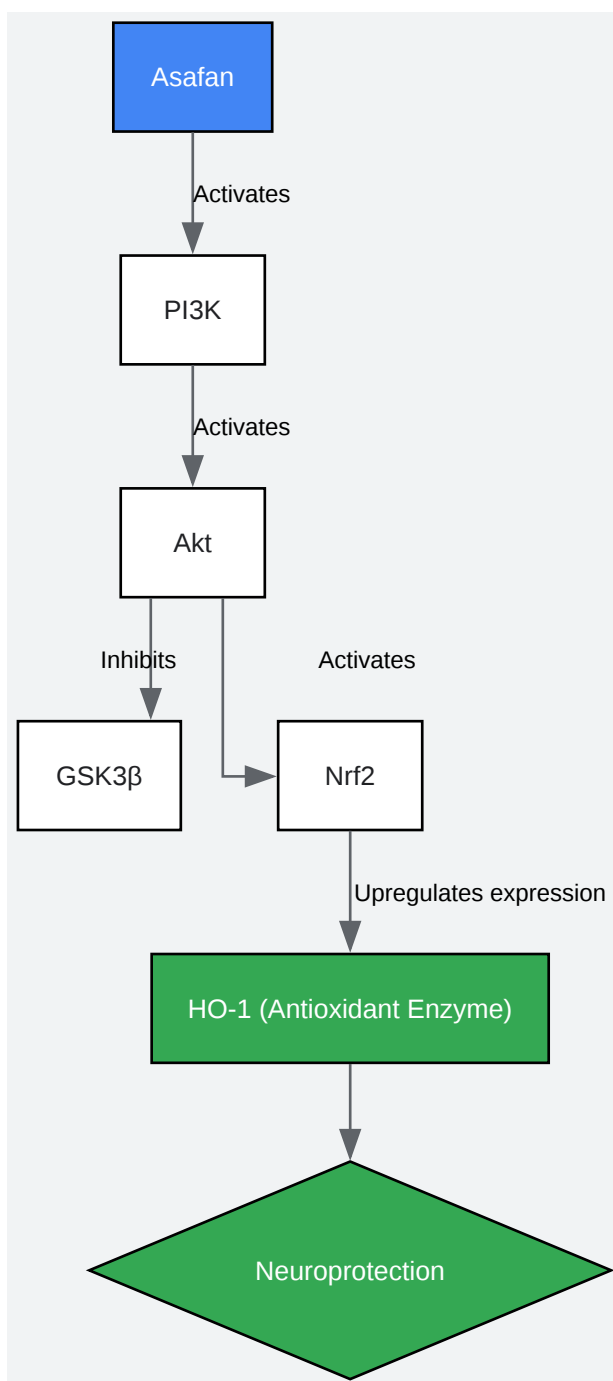 Asafan
Activates
PI3K
Activates
Akt
Inhibits
Activates
GSK3β
Nrf2
Upregulates expression
HO-1 (Antioxidant Enzyme)
Neuroprotection